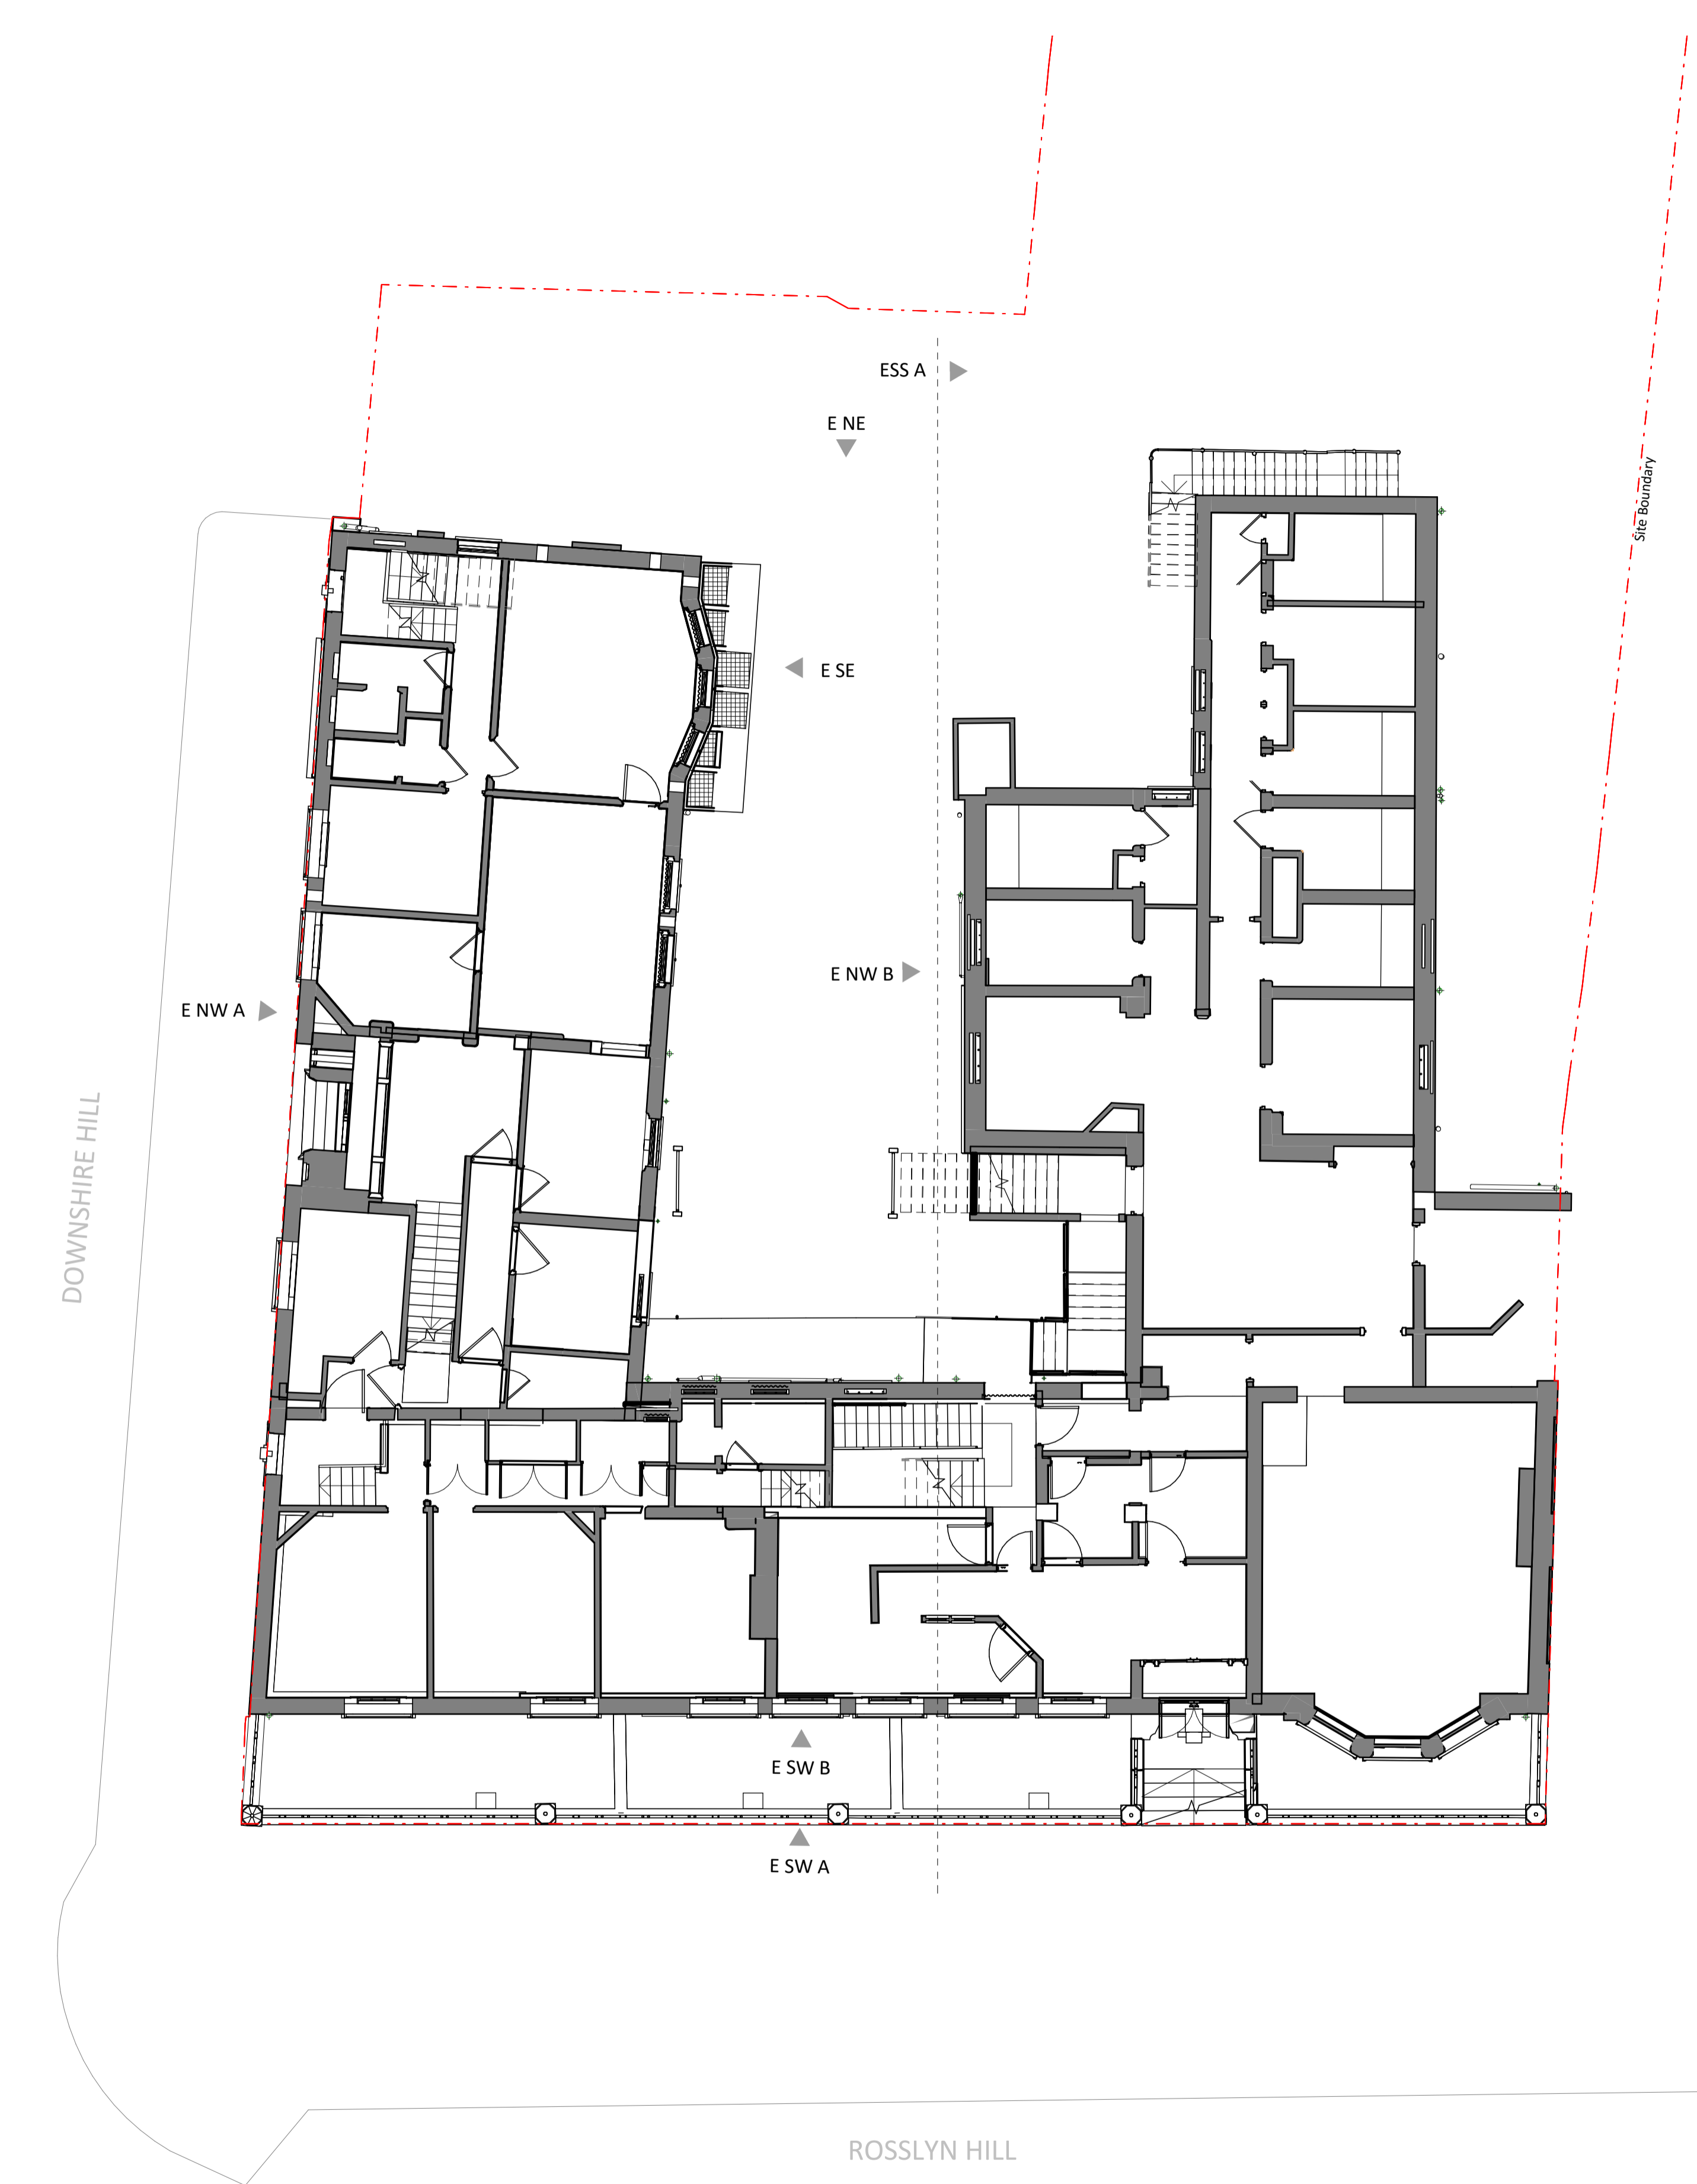 ESS A
E NE
Site Boundary
E SE
E NW B
E NW A
DOWNSHIRE HILL
E SW B
E SW A
ROSSLYN HILL